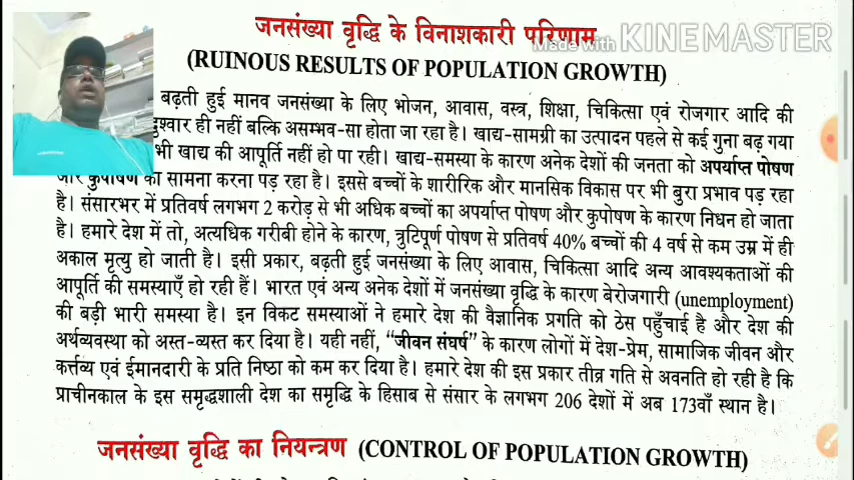 जनसंख्या वृद्धि के विनाशकारी परिणाम
Made with KINEMASTER
(RUINOUS RESULTS OF POPULATION GROWTH)
बढ़ती हुई मानव जनसंख्या के लिए भोजन, आवास, वस्त्र, शिक्षा, चिकित्सा एवं रोजगार आदि की
दुश्वार ही नहीं बल्कि असम्भव-सा होता जा रहा है। खाद्य-सामग्री का उत्पादन पहले से कई गुना बढ़ गया
भी खाद्य की आपूर्ति नहीं हो पा रही। खाद्य-समस्या के कारण अनेक देशों की जनता को अपर्याप्त पोषण
और कुपोषण का सामना करना पड़ रहा है। इससे बच्चों के शारीरिक और मानसिक विकास पर भी बुरा प्रभाव पड़ रहा
है। संसारभर में प्रतिवर्ष लगभग 2 करोड़ से भी अधिक बच्चों का अपर्याप्त पोषण और कुपोषण के कारण निधन हो जाता
है। हमारे देश में तो, अत्यधिक गरीबी होने के कारण, त्रुटिपूर्ण पोषण से प्रतिवर्ष 40% बच्चों की 4 वर्ष से कम उम्र में ही
अकाल मृत्यु हो जाती है। इसी प्रकार, बढ़ती हुई जनसंख्या के लिए आवास, चिकित्सा आदि अन्य आवश्यकताओं की
आपूर्ति की समस्याएँ हो रही हैं। भारत एवं अन्य अनेक देशों में जनसंख्या वृद्धि के कारण बेरोजगारी (unemployment)
की बड़ी भारी समस्या है। इन विकट समस्याओं ने हमारे देश की वैज्ञानिक प्रगति को ठेस पहुँचाई है और देश की
अर्थव्यवस्था को अस्त-व्यस्त कर दिया है। यही नहीं, "जीवन संघर्ष" के कारण लोगों में देश-प्रेम, सामाजिक जीवन और
कर्त्तव्य एवं ईमानदारी के प्रति निष्ठा को कम कर दिया है। हमारे देश की इस प्रकार तीव्र गति से अवनति हो रही है कि
प्राचीनकाल के इस समृद्धशाली देश का समृद्धि के हिसाब से संसार के लगभग 206 देशों में अब 173वाँ स्थान है।
जनसंख्या वृद्धि का नियन्त्रण (CONTROL OF POPULATION GROWTH)